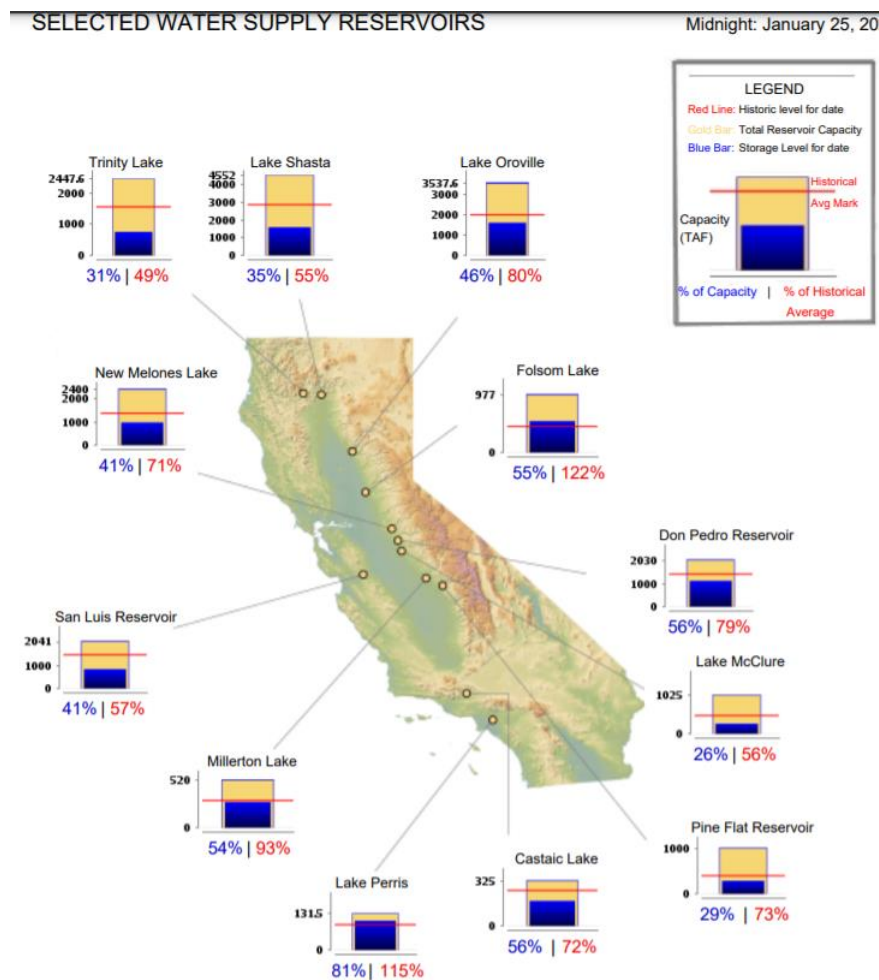 SELECTED WATER SUPPLY RESERVOIRS
Midnight: January 25, 20
LEGEND
Red Line: Historic level for date
Gold Bar: Total Reservoir Capacity
Blue Bar: Storage Level for date
Historical
Avg Mark
Capacity
(TAF)
% of Capacity | % of Historical
Average
Trinity Lake
2447.6
2000
1000
0
31% | 49%
Lake Shasta
4552
4000
3000
2000
1000
0
35% | 55%
Lake Oroville
3537.6
3000
2000
1000
0
46% | 80%
New Melones Lake
2400
2000
1000
0
41% | 71%
Folsom Lake
977
0
55% | 122%
Don Pedro Reservoir
2030
1000
0
56% | 79%
San Luis Reservoir
2041
1000
0
41% | 57%
Lake McClure
1025
0
26% | 56%
Millerton Lake
520
0
54% | 93%
Pine Flat Reservoir
1000
0
29% | 73%
Castaic Lake
325
0
56% | 72%
Lake Perris
131.5
0
81% | 115%